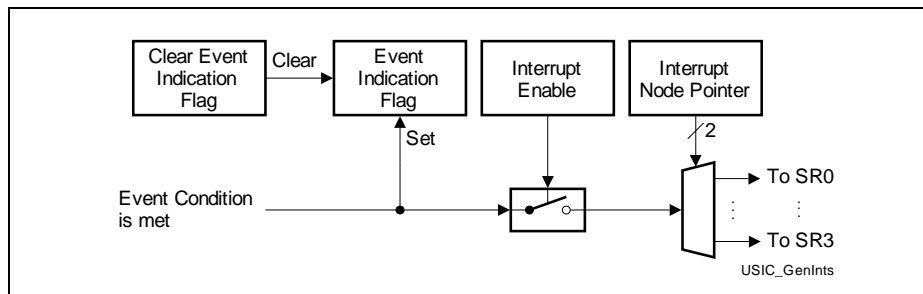 Clear Event
Indication
Flag
Clear
Event
Indication
Flag
Interrupt
Enable
Interrupt
Node Pointer
2
Set
Event Condition
is met
To SR0
To SR3
USIC_GenInts